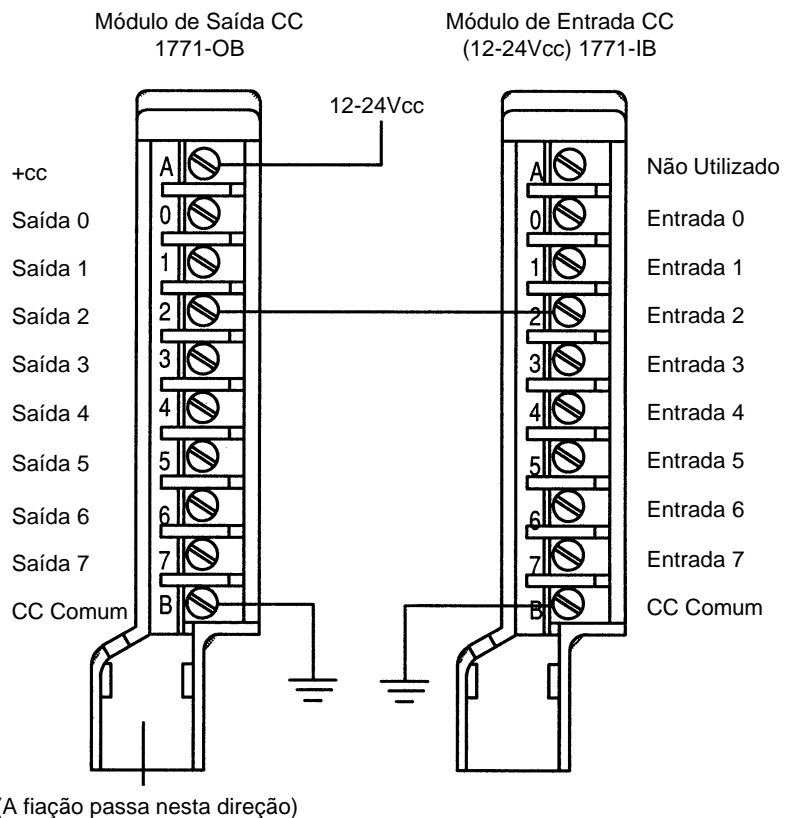 Módulo de Saída CC
1771-OB
Módulo de Entrada CC
(12-24Vcc) 1771-IB
12-24Vcc
+cc
A
Saída 0
0
Saída 1
1
Saída 2
2
Saída 3
3
Saída 4
4
Saída 5
5
Saída 6
6
Saída 7
7
CC Comum
B
A
Não Utilizado
0
Entrada 0
1
Entrada 1
2
Entrada 2
3
Entrada 3
4
Entrada 4
5
Entrada 5
6
Entrada 6
7
Entrada 7
B
CC Comum
(A fiação passa nesta direção)